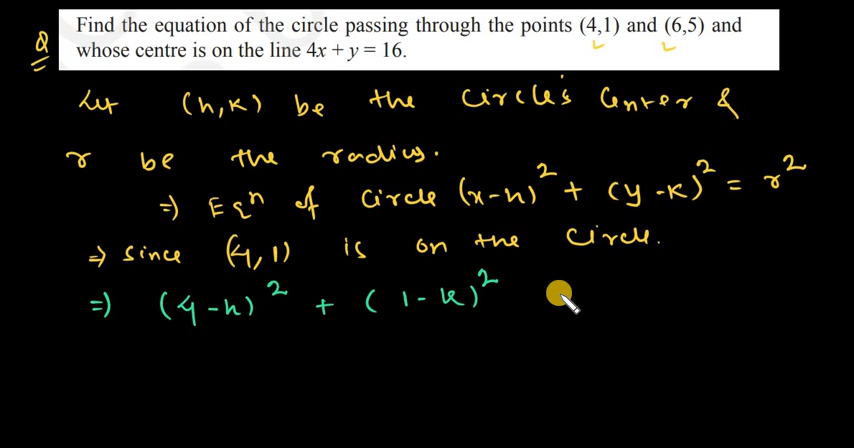 Find the equation of the circle passing through the points (4,1) and (6,5) and
whose centre is on the line 4x + y = 16.
Q
Let (h,k) be the circle's center &
r be the radius.
=) Eqⁿ of circle (x-h)² + (y-k)² = r²
=> since (4,1) is on the circle.
=) (4-h)² + (1-k)²